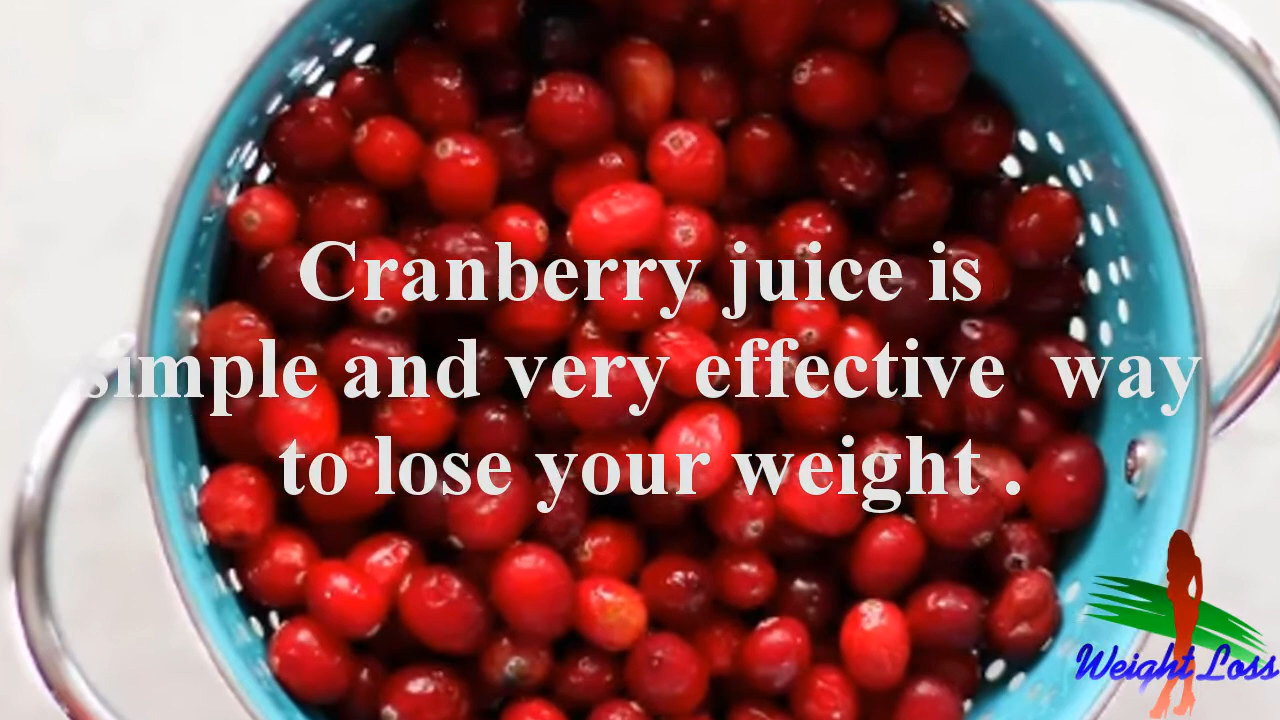 Cranberry juice is
simple and very effective way
to lose your weight .
Weight Loss